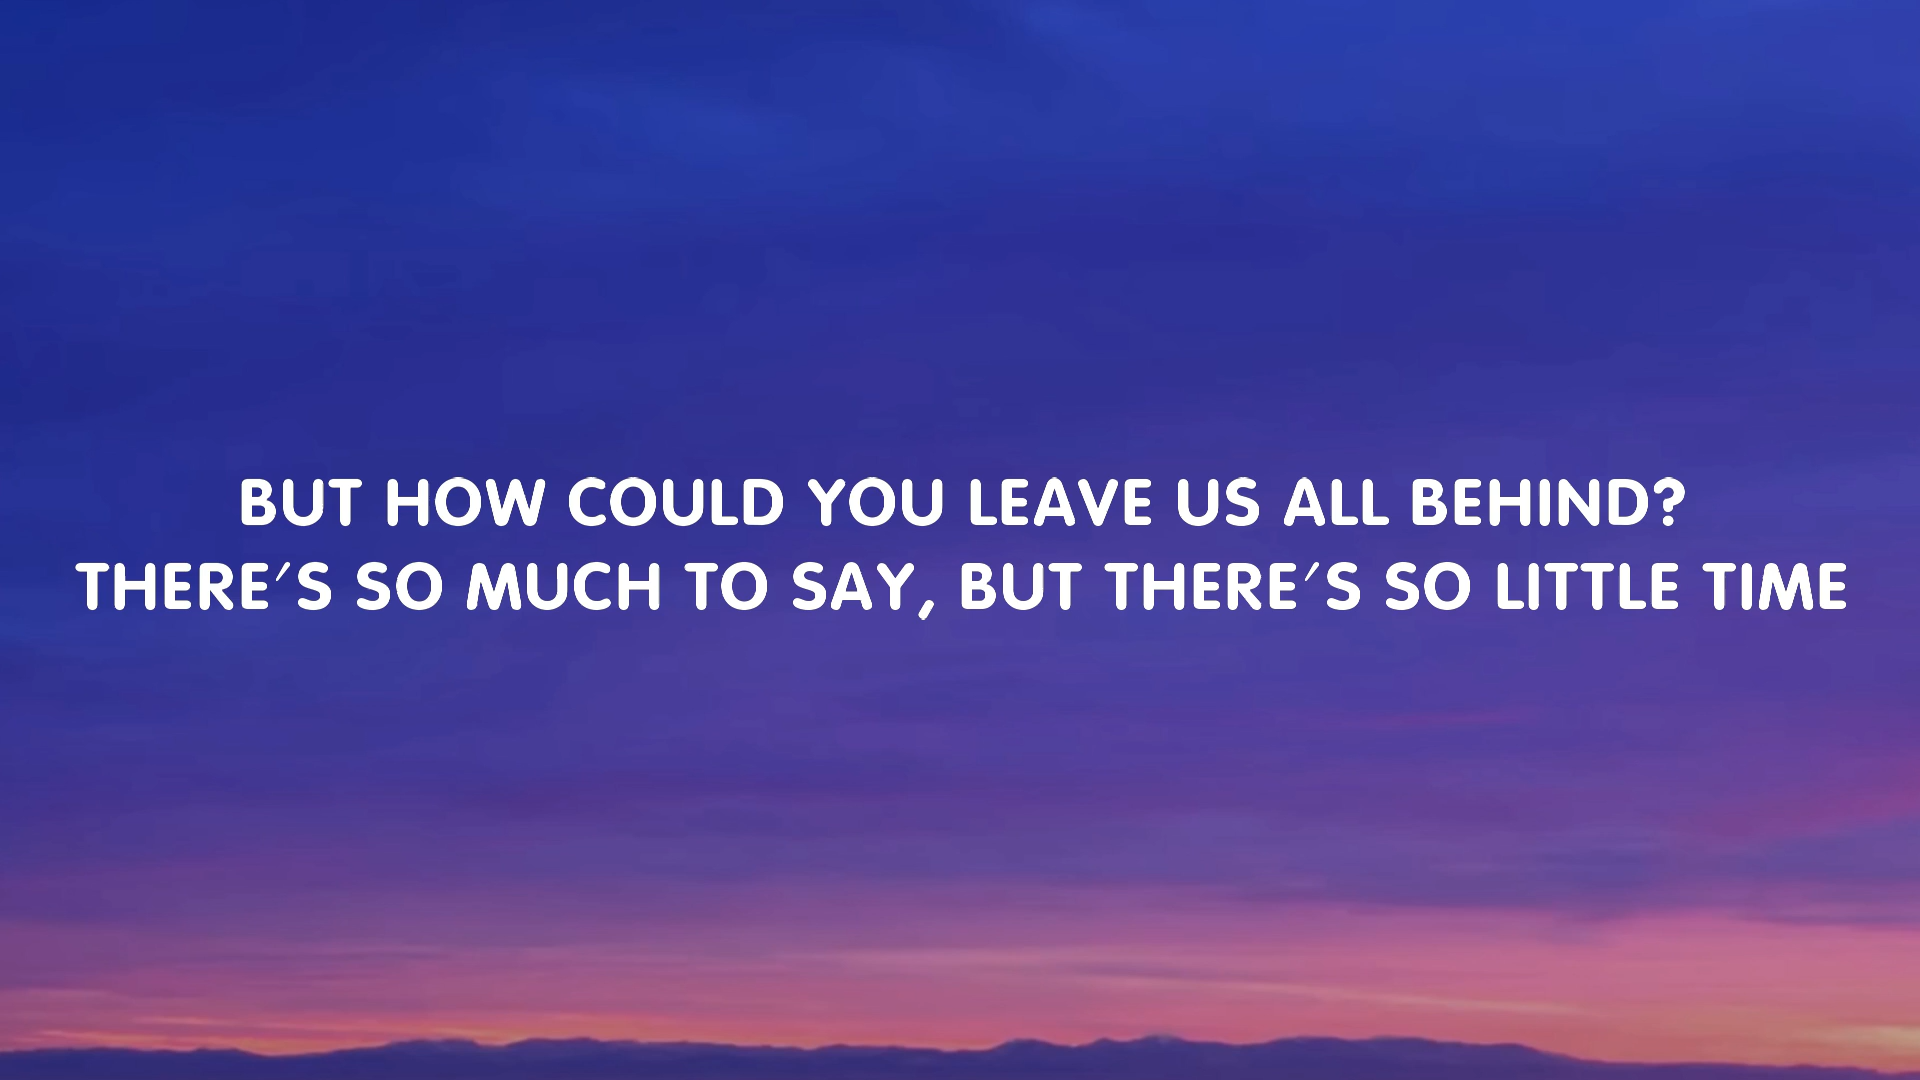 BUT HOW COULD YOU LEAVE US ALL BEHIND?
THERE'S SO MUCH TO SAY, BUT THERE'S SO LITTLE TIME